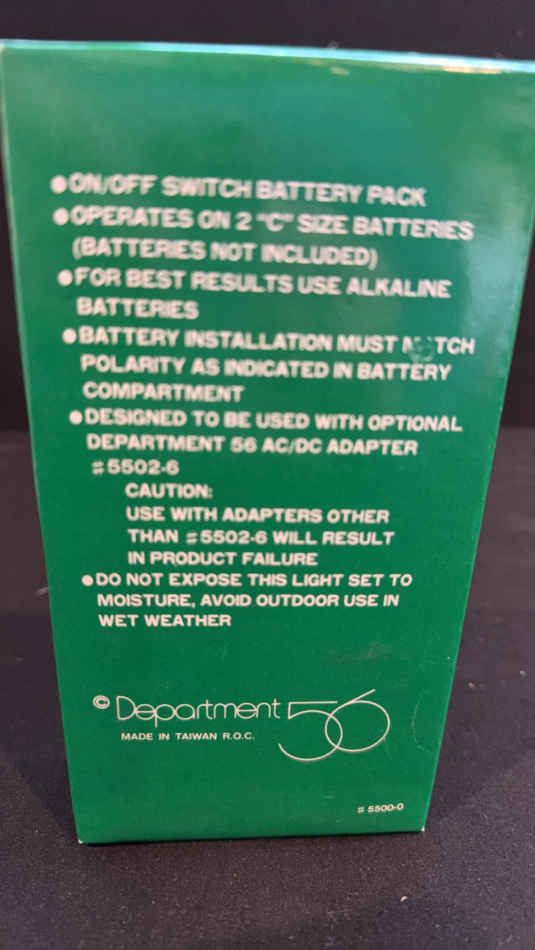 ●ON/OFF SWITCH BATTERY PACK
●OPERATES ON 2 "C" SIZE BATTERIES
(BATTERIES NOT INCLUDED)
●FOR BEST RESULTS USE ALKALINE
BATTERIES
●BATTERY INSTALLATION MUST M TCH
POLARITY AS INDICATED IN BATTERY
COMPARTMENT
●DESIGNED TO BE USED WITH OPTIONAL
DEPARTMENT 56 AC/DC ADAPTER
#5502-6
CAUTION:
USE WITH ADAPTERS OTHER
THAN #5502-6 WILL RESULT
IN PRODUCT FAILURE
●DO NOT EXPOSE THIS LIGHT SET TO
MOISTURE, AVOID OUTDOOR USE IN
WET WEATHER
© Department 56
MADE IN TAIWAN R.O.C.
#5500-0